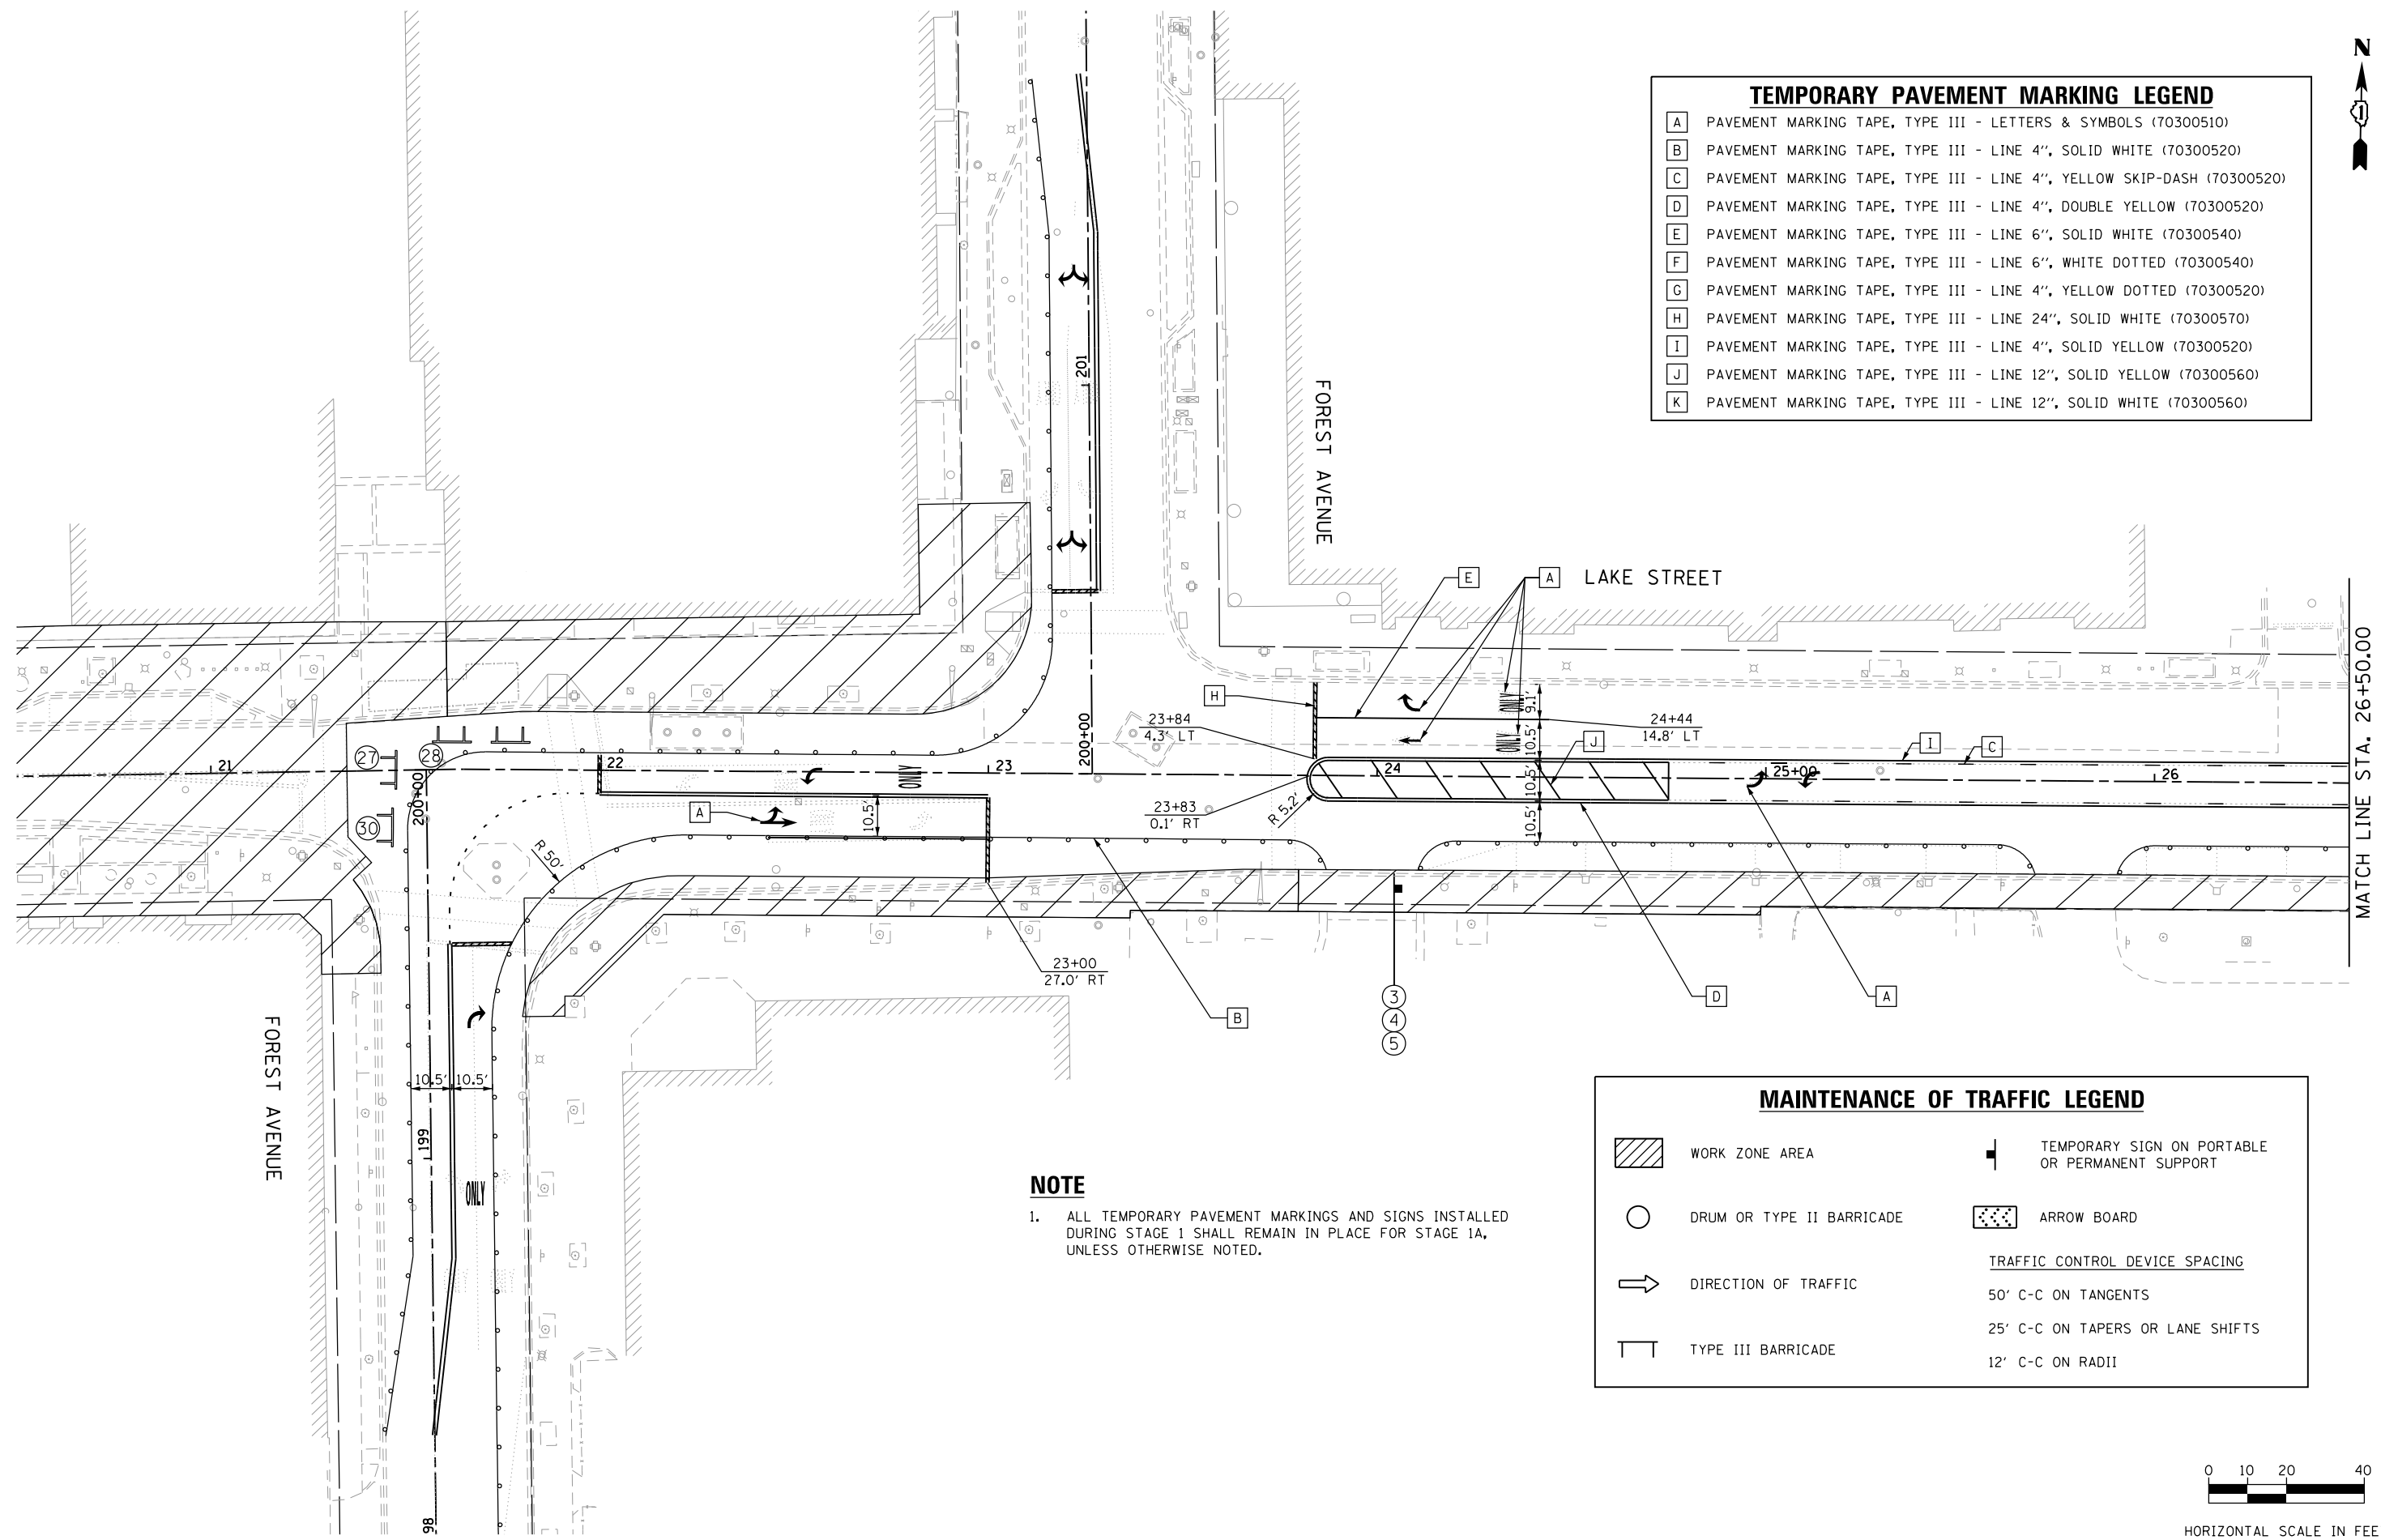 N
TEMPORARY PAVEMENT MARKING LEGEND
A PAVEMENT MARKING TAPE, TYPE III - LETTERS & SYMBOLS (70300510)
B PAVEMENT MARKING TAPE, TYPE III - LINE 4", SOLID WHITE (70300520)
C PAVEMENT MARKING TAPE, TYPE III - LINE 4", YELLOW SKIP-DASH (70300520)
D PAVEMENT MARKING TAPE, TYPE III - LINE 4", DOUBLE YELLOW (70300520)
E PAVEMENT MARKING TAPE, TYPE III - LINE 6", SOLID WHITE (70300540)
F PAVEMENT MARKING TAPE, TYPE III - LINE 6", WHITE DOTTED (70300540)
G PAVEMENT MARKING TAPE, TYPE III - LINE 4", YELLOW DOTTED (70300520)
H PAVEMENT MARKING TAPE, TYPE III - LINE 24", SOLID WHITE (70300570)
I PAVEMENT MARKING TAPE, TYPE III - LINE 4", SOLID YELLOW (70300520)
J PAVEMENT MARKING TAPE, TYPE III - LINE 12", SOLID YELLOW (70300560)
K PAVEMENT MARKING TAPE, TYPE III - LINE 12", SOLID WHITE (70300560)
201
FOREST AVENUE
E
A
LAKE STREET
MATCH LINE STA. 26+50.00
H
ONLY
9.1'
23+84
4.3' LT
24+44
14.8' LT
200+00
ONLY
10.5'
J
I
C
27
28
21
22
23
24
25+00
26
ONLY
200+00
10.5'
A
10.5'
23+83
0.1' RT
R 5.2'
10.5'
30
R 50'
23+00
27.0' RT
B
3
4
5
D
A
FOREST AVENUE
10.5'
10.5'
199
ONLY
98
NOTE
1. ALL TEMPORARY PAVEMENT MARKINGS AND SIGNS INSTALLED
DURING STAGE 1 SHALL REMAIN IN PLACE FOR STAGE 1A,
UNLESS OTHERWISE NOTED.
MAINTENANCE OF TRAFFIC LEGEND
WORK ZONE AREA
TEMPORARY SIGN ON PORTABLE
OR PERMANENT SUPPORT
DRUM OR TYPE II BARRICADE
ARROW BOARD
DIRECTION OF TRAFFIC
TRAFFIC CONTROL DEVICE SPACING
50' C-C ON TANGENTS
25' C-C ON TAPERS OR LANE SHIFTS
TYPE III BARRICADE
12' C-C ON RADII
0 10 20 40
HORIZONTAL SCALE IN FEE